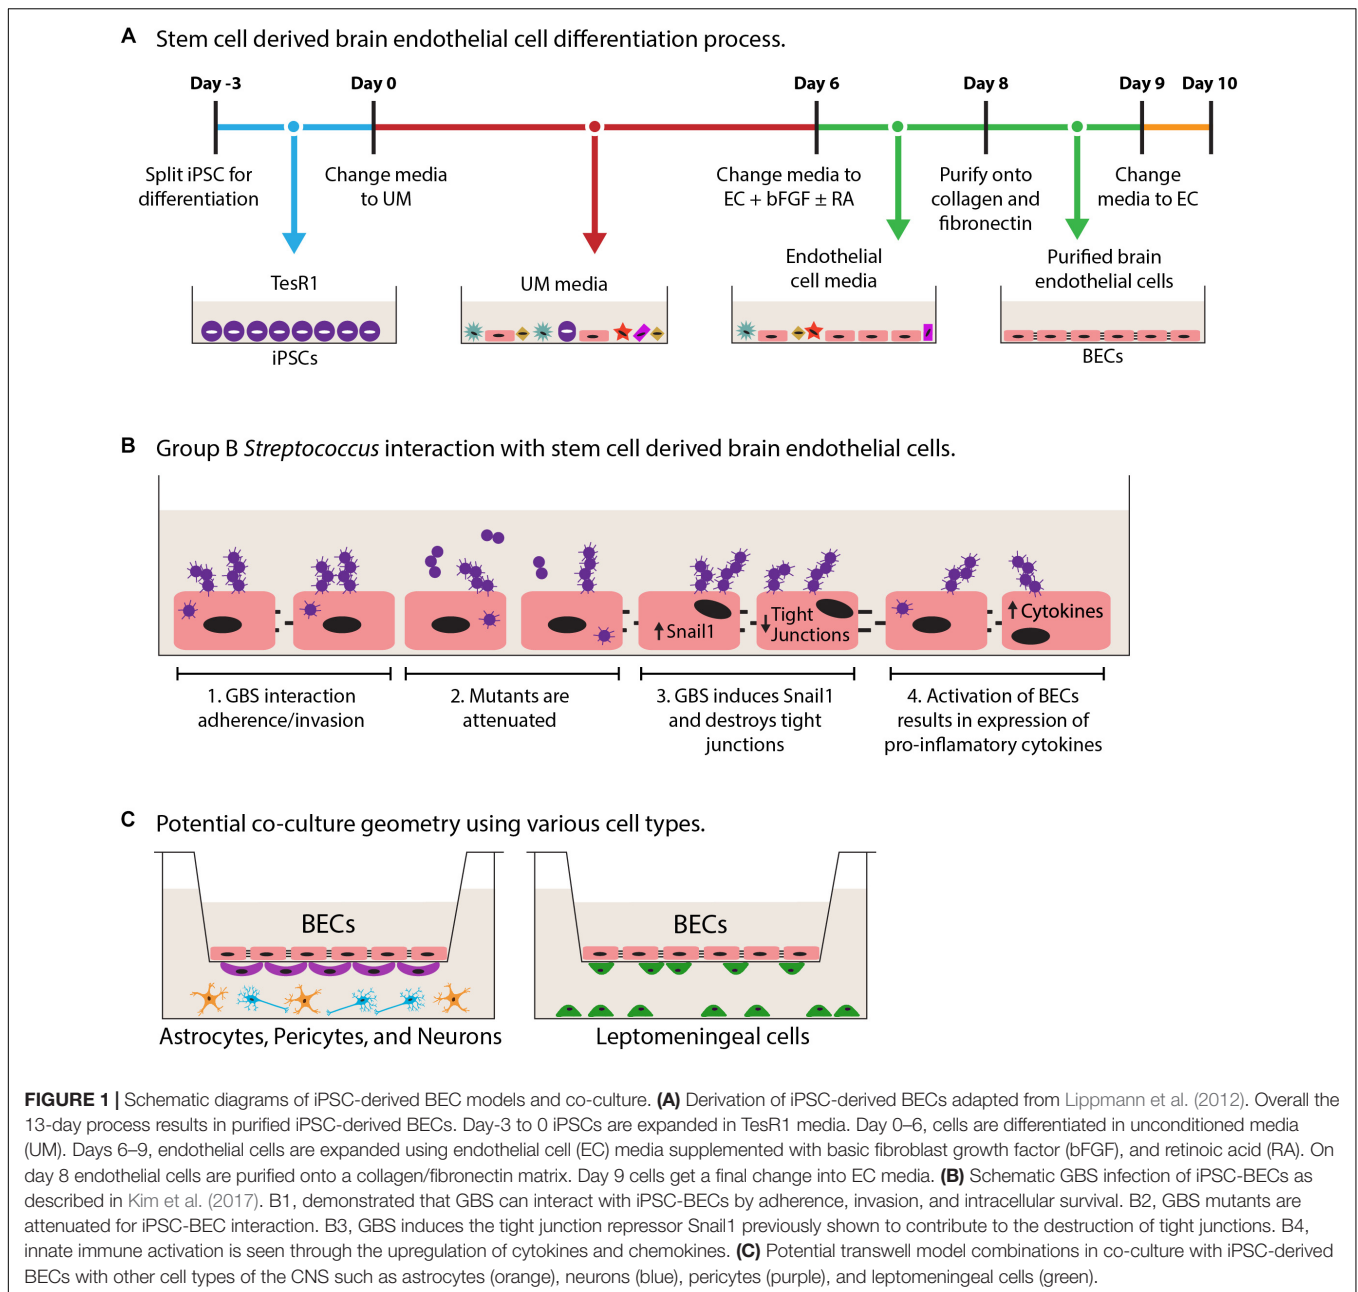 A Stem cell derived brain endothelial cell differentiation process.
Day -3 Day 0 Day 6 Day 8 Day 9 Day 10
Split iPSC for
differentiation
Change media
to UM
Change media to
EC + bFGF ± RA
Purify onto
collagen and
fibronectin
Change
media to EC
TesR1
UM media
Endothelial
cell media
Purified brain
endothelial cells
iPSCs
BECs
B Group B Streptococcus interaction with stem cell derived brain endothelial cells.
↑ Snail1
↓ Tight
Junctions
↑ Cytokines
1. GBS interaction
adherence/invasion
2. Mutants are
attenuated
3. GBS induces Snail1
and destroys tight
junctions
4. Activation of BECs
results in expression of
pro-inflamatory cytokines
C Potential co-culture geometry using various cell types.
BECs
BECs
Astrocytes, Pericytes, and Neurons
Leptomeningeal cells
FIGURE 1 | Schematic diagrams of iPSC-derived BEC models and co-culture. (A) Derivation of iPSC-derived BECs adapted from Lippmann et al. (2012). Overall the
13-day process results in purified iPSC-derived BECs. Day-3 to 0 iPSCs are expanded in TesR1 media. Day 0–6, cells are differentiated in unconditioned media
(UM). Days 6–9, endothelial cells are expanded using endothelial cell (EC) media supplemented with basic fibroblast growth factor (bFGF), and retinoic acid (RA). On
day 8 endothelial cells are purified onto a collagen/fibronectin matrix. Day 9 cells get a final change into EC media. (B) Schematic GBS infection of iPSC-BECs as
described in Kim et al. (2017). B1, demonstrated that GBS can interact with iPSC-BECs by adherence, invasion, and intracellular survival. B2, GBS mutants are
attenuated for iPSC-BEC interaction. B3, GBS induces the tight junction repressor Snail1 previously shown to contribute to the destruction of tight junctions. B4,
innate immune activation is seen through the upregulation of cytokines and chemokines. (C) Potential transwell model combinations in co-culture with iPSC-derived
BECs with other cell types of the CNS such as astrocytes (orange), neurons (blue), pericytes (purple), and leptomeningeal cells (green).